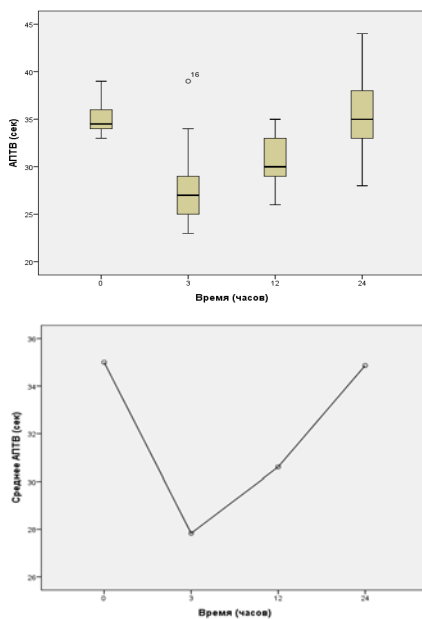 АПТВ (сек)
45
40
35
30
25
20
16
0 3 12 24
Время (часов)
Среднее АПТВ (сек)
36
34
32
30
28
26
0 3 12 24
Время (часов)